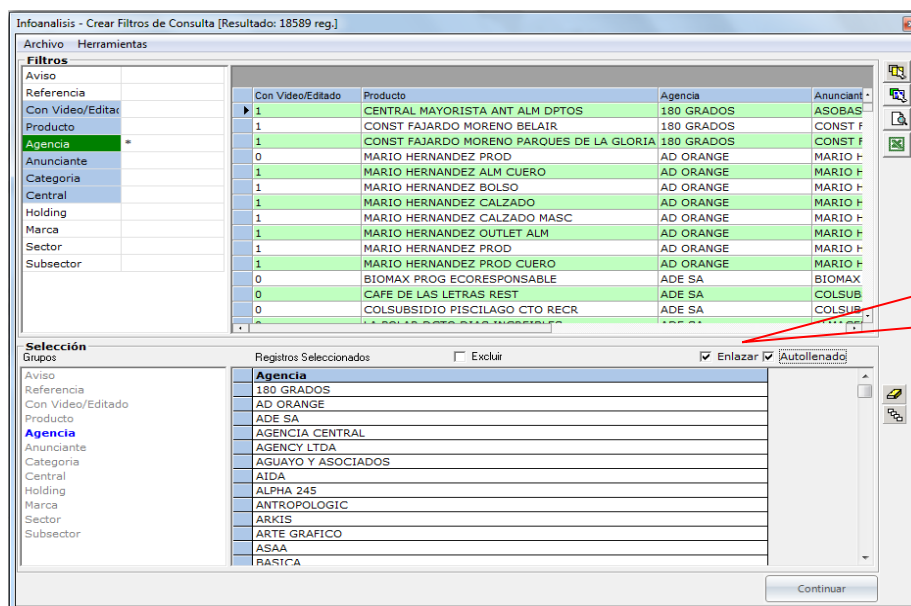 Infoanalisis - Crear Filtros de Consulta [Resultado: 18589 reg.]
Archivo Herramientas
Filtros
Aviso
Referencia
Con Video/Editac
Producto
Agencia *
Anunciante
Categoria
Central
Holding
Marca
Sector
Subsector
Con Video/Editado Producto Agencia Anunciant
1 CENTRAL MAYORISTA ANT ALM DPTOS 180 GRADOS ASOBAS
1 CONST FAJARDO MORENO BELAIR 180 GRADOS CONST F
1 CONST FAJARDO MORENO PARQUES DE LA GLORIA 180 GRADOS CONST F
0 MARIO HERNANDEZ PROD AD ORANGE MARIO H
1 MARIO HERNANDEZ ALM CUERO AD ORANGE MARIO H
1 MARIO HERNANDEZ BOLSO AD ORANGE MARIO H
1 MARIO HERNANDEZ CALZADO AD ORANGE MARIO H
1 MARIO HERNANDEZ CALZADO MASC AD ORANGE MARIO H
1 MARIO HERNANDEZ OUTLET ALM AD ORANGE MARIO H
1 MARIO HERNANDEZ PROD AD ORANGE MARIO H
1 MARIO HERNANDEZ PROD CUERO AD ORANGE MARIO H
0 BIOMAX PROG ECORESPONSABLE ADE SA BIOMAX
0 CAFE DE LAS LETRAS REST ADE SA COLSUB
0 COLSUBSIDIO PISCILAGO CTO RECR ADE SA COLSUB
Selección
Grupos Registros Seleccionados Excluir Enlazar Autollenado
Aviso
Referencia
Con Video/Editado
Producto
Agencia
Anunciante
Categoria
Central
Holding
Marca
Sector
Subsector
Agencia
180 GRADOS
AD ORANGE
ADE SA
AGENCIA CENTRAL
AGENCY LTDA
AGUAYO Y ASOCIADOS
AIDA
ALPHA 245
ANTROPOLOGIC
ARKIS
ARTE GRAFICO
ASAA
BASICA
Continuar